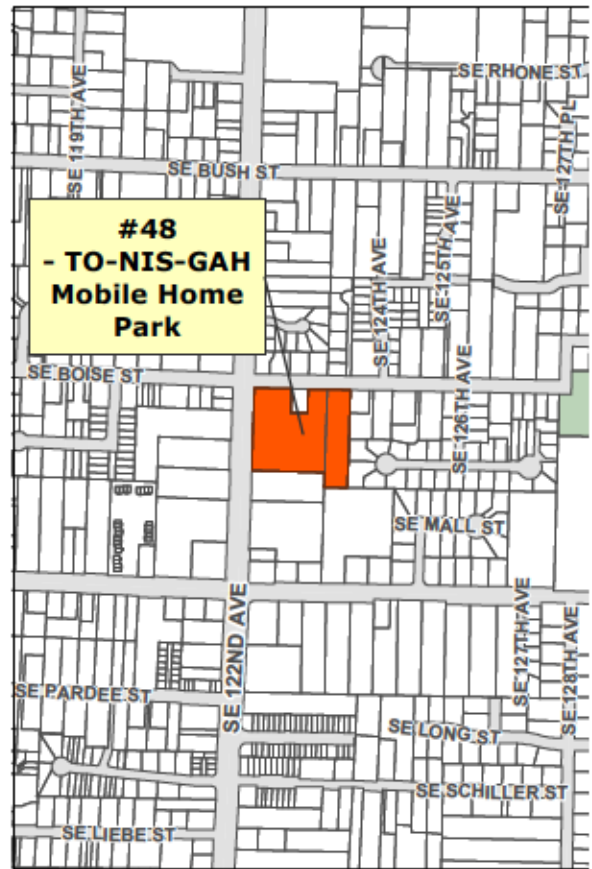 SE RHONE ST
SE 119TH AVE
SE BUSH ST
SE 127TH PL
#48
- TO-NIS-GAH
Mobile Home
Park
SE 125TH AVE
SE 124TH AVE
SE BOISE ST
SE 126TH AVE
SE MALL ST
SE 122ND AVE
SE 127TH AVE
SE 128TH AVE
SE PARDEE ST
SE LONG ST
SE SCHILLER ST
SE LIEBE ST